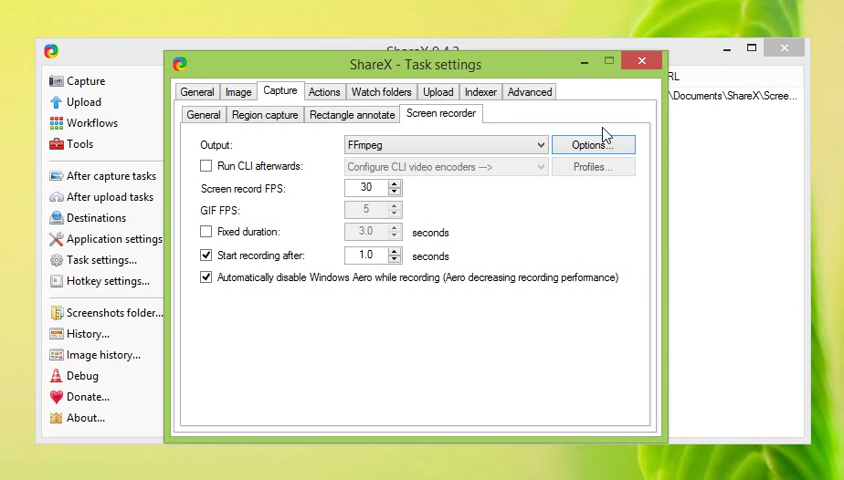 ShareX - Task settings
Capture
Upload
Workflows
Tools
After capture tasks
After upload tasks
Destinations
Application settings
Task settings...
Hotkey settings...
Screenshots folder...
History...
Image history...
Debug
Donate...
About...
General Image Capture Actions Watch folders Upload Indexer Advanced
General Region capture Rectangle annotate Screen recorder
Output: FFmpeg Options...
Run CLI afterwards: Configure CLI video encoders ---> Profiles...
Screen record FPS: 30
GIF FPS: 5
Fixed duration: 3.0 seconds
Start recording after: 1.0 seconds
Automatically disable Windows Aero while recording (Aero decreasing recording performance)
RL
\Documents\ShareX\Scree...